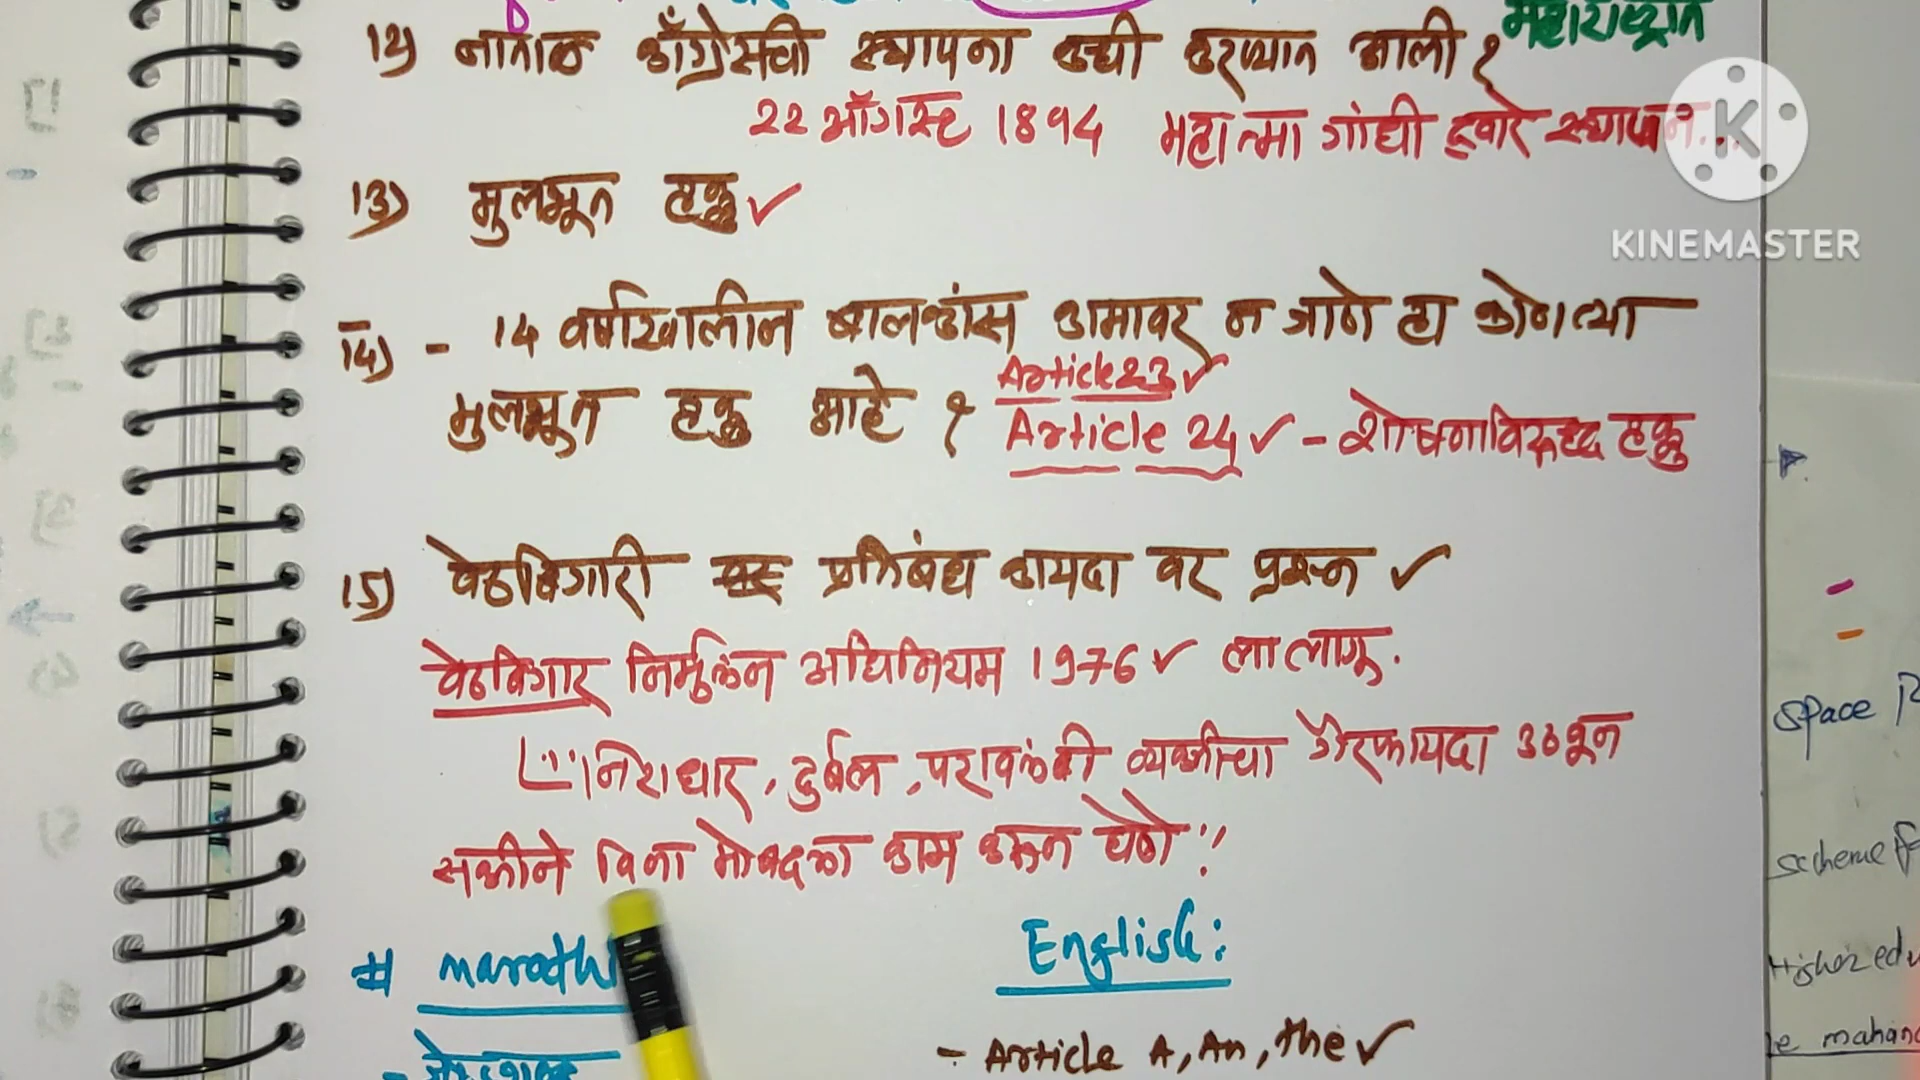 महाराष्ट्रात
12) नाताळ काँग्रेसची स्थापना कधी करण्यात आली ?
22 ऑगस्ट 1894 महात्मा गांधी द्वारे स्थापन...
KINEMASTER
13) मुलभूत हक्क ✓
14) - 14 वर्षाखालील बालकांस कामावर न जाणे हा कोणत्या
Article 23 ✓
मुलभूत हक्क आहे ? Article 24 ✓ - शोषणाविरुध्द हक्क
15) वेठबिगारी प्रतिबंध कायदा वर प्रश्न ✓
वेठबिगार निर्मुलन अधिनियम 1976 ✓ ला लागू.
निराधार, दुर्बल, परावलंबी व्यक्तीचा गैरफायदा उठवून
सक्तीने विना मोबदला काम करून घेणे !!
# marathi English:
- Article A, An, the ✓
space
scheme
Higher edu